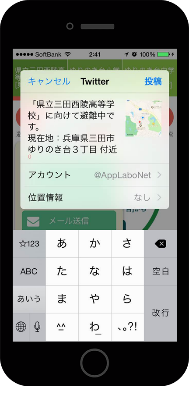 SoftBank 2:41 100%
キャンセル Twitter 投稿
「県立三田西陵高等学
校」に向けて避難中で
す。
現在地：兵庫県三田市
ゆりのき台３丁目 付近
アカウント @AppLaboNet
位置情報 なし
メール送信
☆123 あ か さ
ABC た な は 空白
あいう ま や ら
^^ わ 、。?! 改行